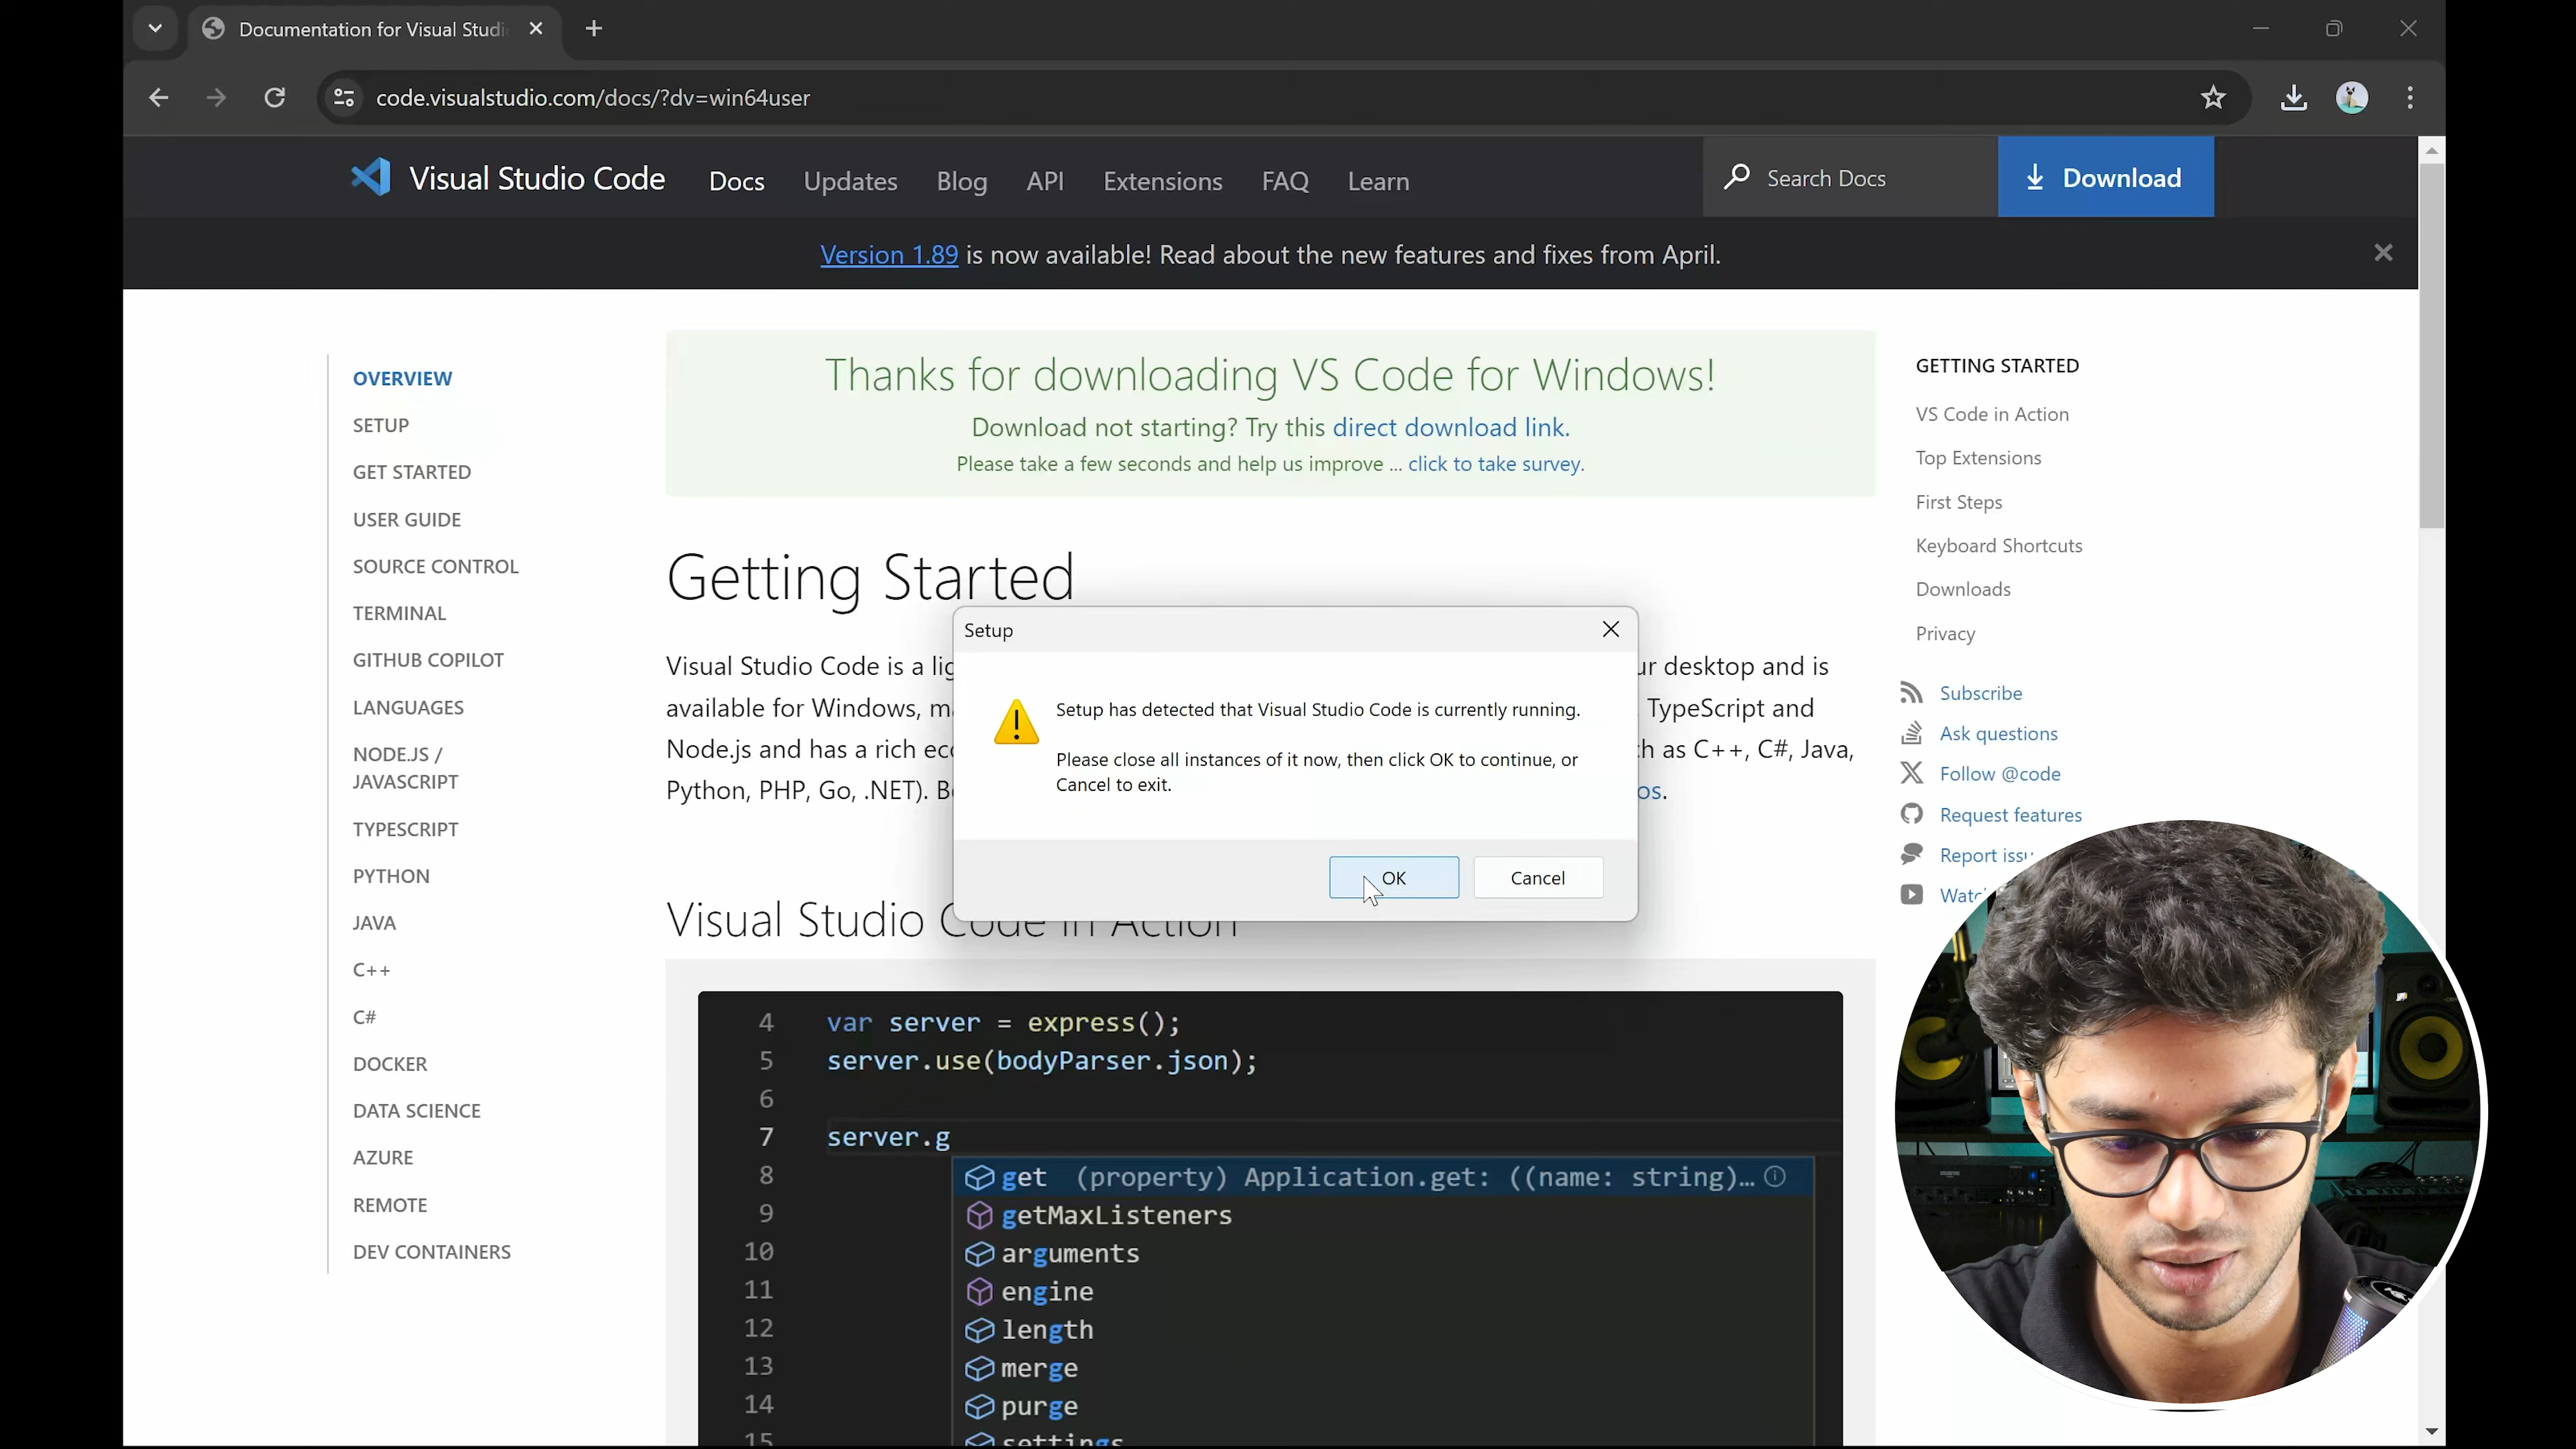 Documentation for Visual Studi
code.visualstudio.com/docs/?dv=win64user
Visual Studio Code
Docs
Updates
Blog
API
Extensions
FAQ
Learn
Search Docs
Download
Version 1.89 is now available! Read about the new features and fixes from April.
OVERVIEW
SETUP
GET STARTED
USER GUIDE
SOURCE CONTROL
TERMINAL
GITHUB COPILOT
LANGUAGES
NODE.JS /
JAVASCRIPT
TYPESCRIPT
PYTHON
JAVA
C++
C#
DOCKER
DATA SCIENCE
AZURE
REMOTE
DEV CONTAINERS
Thanks for downloading VS Code for Windows!
Download not starting? Try this direct download link.
Please take a few seconds and help us improve ... click to take survey.
Getting Started
Visual Studio Code is a lig
ur desktop and is
available for Windows, m
TypeScript and
Node.js and has a rich eco
h as C++, C#, Java,
Python, PHP, Go, .NET). B
os.
Setup
Setup has detected that Visual Studio Code is currently running.
Please close all instances of it now, then click OK to continue, or
Cancel to exit.
OK
Cancel
Visual Studio Code in Action
4 var server = express();
5 server.use(bodyParser.json);
6
7 server.g
8 get (property) Application.get: ((name: string)...
9 getMaxListeners
10 arguments
11 engine
12 length
13 merge
14 purge
15 settings
GETTING STARTED
VS Code in Action
Top Extensions
First Steps
Keyboard Shortcuts
Downloads
Privacy
Subscribe
Ask questions
Follow @code
Request features
Report issu
Watc